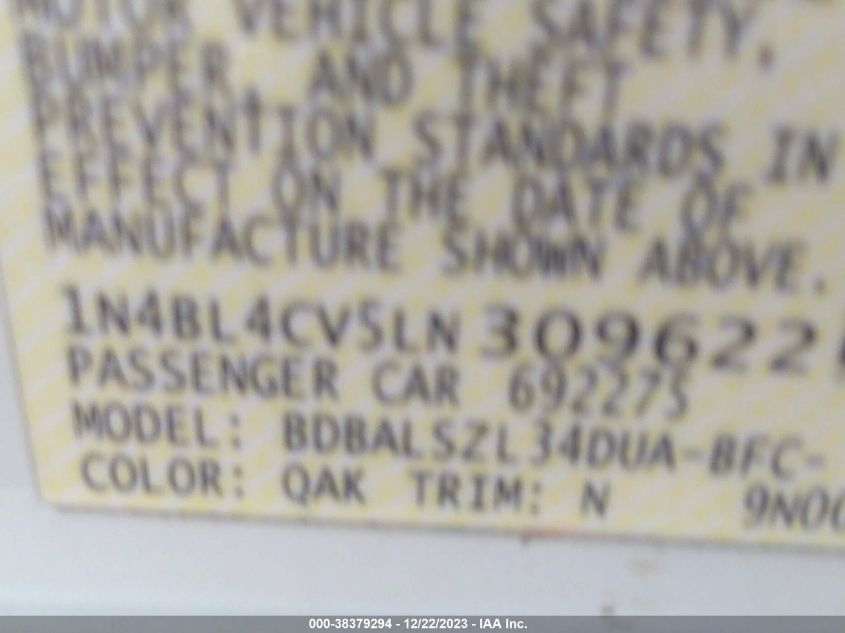 MOTOR VEHICLE SAFETY,
BUMPER, AND THEFT
PREVENTION STANDARDS IN
EFFECT ON THE DATE OF
MANUFACTURE SHOWN ABOVE.
1N4BL4CV5LN309622
PASSENGER CAR 692275
MODEL: BDBALSZL34DUA-BFC-
COLOR: QAK TRIM: N 9N00
000-38379294 - 12/22/2023 - IAA Inc.